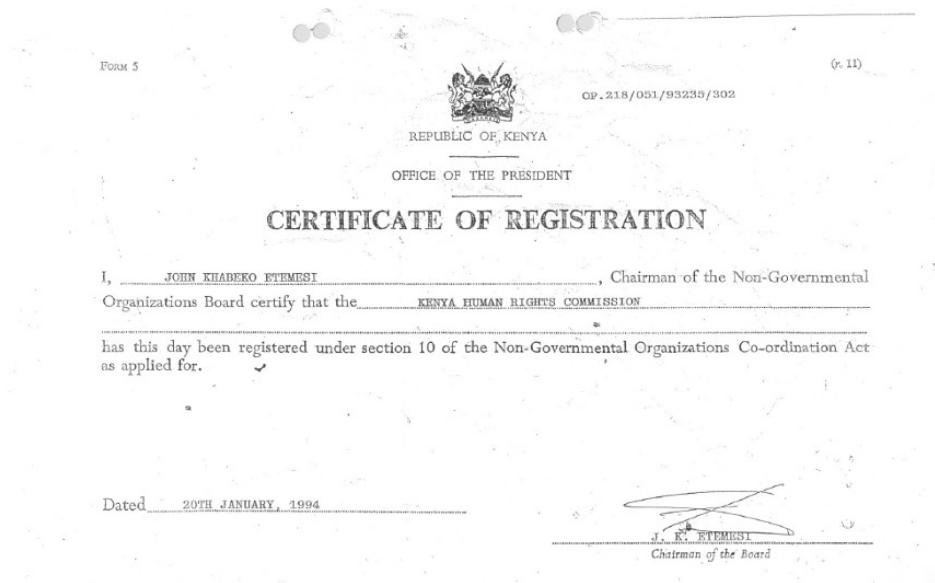 FORM 5
(r. 11)
OP.218/051/93235/302
REPUBLIC OF KENYA
OFFICE OF THE PRESIDENT
CERTIFICATE OF REGISTRATION
I, JOHN KHABEKO ETEMESI, Chairman of the Non-Governmental
Organizations Board certify that the KENYA HUMAN RIGHTS COMMISSION
has this day been registered under section 10 of the Non-Governmental Organizations Co-ordination Act
as applied for.
Dated 20TH JANUARY, 1994
J. K. ETEMESI
Chairman of the Board